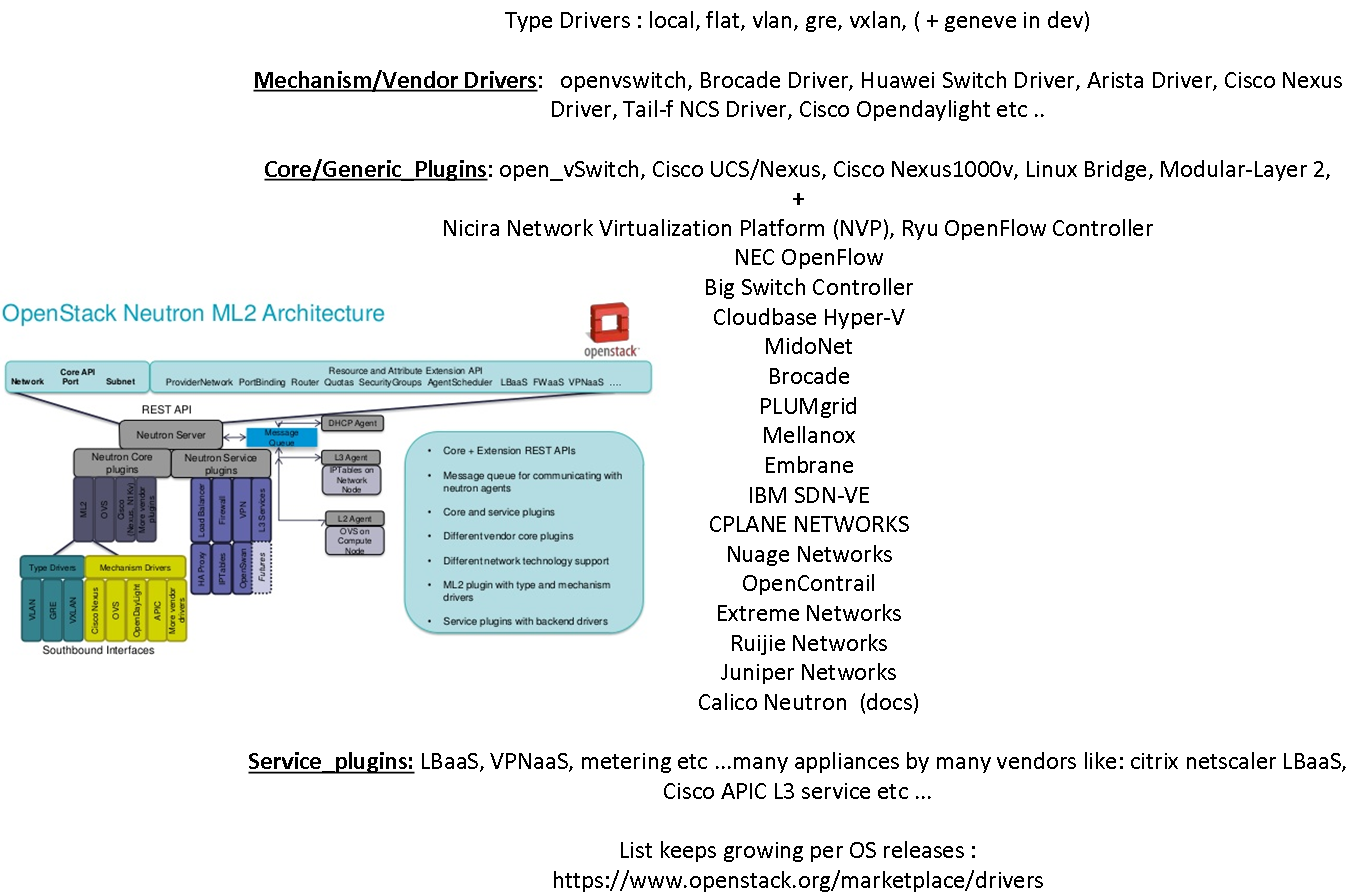 Type Drivers : local, flat, vlan, gre, vxlan, ( + geneve in dev)
Mechanism/Vendor Drivers:   openvswitch, Brocade Driver, Huawei Switch Driver, Arista Driver, Cisco Nexus
Driver, Tail-f NCS Driver, Cisco Opendaylight etc ..
Core/Generic_Plugins: open_vSwitch, Cisco UCS/Nexus, Cisco Nexus1000v, Linux Bridge, Modular-Layer 2,
+
Nicira Network Virtualization Platform (NVP), Ryu OpenFlow Controller
NEC OpenFlow
Big Switch Controller
Cloudbase Hyper-V
MidoNet
Brocade
PLUMgrid
Mellanox
Embrane
IBM SDN-VE
CPLANE NETWORKS
Nuage Networks
OpenContrail
Extreme Networks
Ruijie Networks
Juniper Networks
Calico Neutron  (docs)
OpenStack Neutron ML2 Architecture
openstack
Core API
Network
Port
Subnet
Resource and Attribute Extension API
ProviderNetwork PortBinding Router Quotas SecurityGroups AgentScheduler LBaaS FWaaS VPNaaS ....
REST API
Neutron Server
Message
Queue
DHCP Agent
L3 Agent
IPTables on
Network
Node
L2 Agent
OVS on
Compute
Node
Neutron Core
plugins
Neutron Service
plugins
ML2
OVS
Cisco
(Nexus, N1Kv)
More vendor
plugins
Load Balancer
Firewall
VPN
L3 Services
HA Proxy
IPTables
OpenSwan
Futures
Type Drivers
Mechanism Drivers
VLAN
GRE
VXLAN
Cisco Nexus
OVS
OpenDayLight
APIC
More vendor
drivers
Southbound Interfaces
• Core + Extension REST APIs
• Message queue for communicating with
neutron agents
• Core and service plugins
• Different vendor core plugins
• Different network technology support
• ML2 plugin with type and mechanism
drivers
• Service plugins with backend drivers
Service_plugins: LBaaS, VPNaaS, metering etc ...many appliances by many vendors like: citrix netscaler LBaaS,
Cisco APIC L3 service etc ...
List keeps growing per OS releases :
https://www.openstack.org/marketplace/drivers